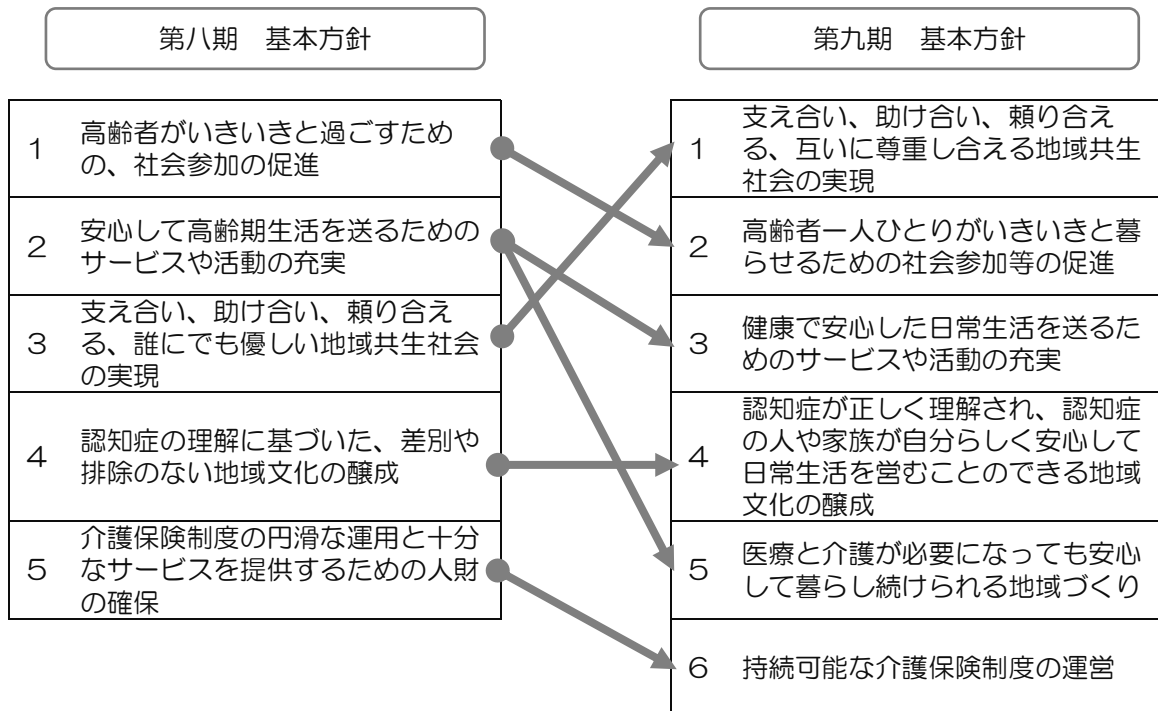 第八期　基本方針
1
高齢者がいきいきと過ごすため
の、社会参加の促進
2
安心して高齢期生活を送るための
サービスや活動の充実
3
支え合い、助け合い、頼り合え
る、誰にでも優しい地域共生社会
の実現
4
認知症の理解に基づいた、差別や
排除のない地域文化の醸成
5
介護保険制度の円滑な運用と十分
なサービスを提供するための人財
の確保
第九期　基本方針
1
支え合い、助け合い、頼り合え
る、互いに尊重し合える地域共生
社会の実現
2
高齢者一人ひとりがいきいきと暮
らせるための社会参加等の促進
3
健康で安心した日常生活を送るた
めのサービスや活動の充実
4
認知症が正しく理解され、認知症
の人や家族が自分らしく安心して
日常生活を営むことのできる地域
文化の醸成
5
医療と介護が必要になっても安心
して暮らし続けられる地域づくり
6
持続可能な介護保険制度の運営